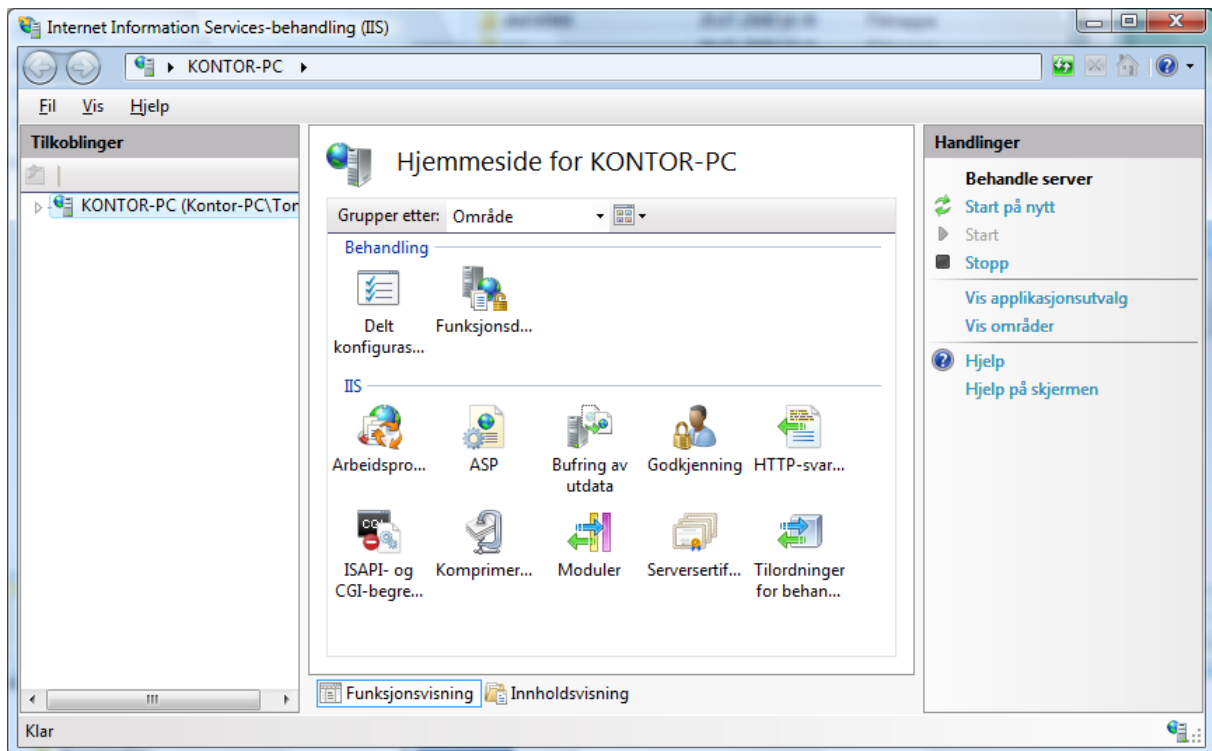 Internet Information Services-behandling (IIS)
KONTOR-PC
Fil Vis Hjelp
Tilkoblinger
KONTOR-PC (Kontor-PC\Tor
Hjemmeside for KONTOR-PC
Grupper etter: Område
Behandling
Delt konfiguras...
Funksjonsd...
IIS
Arbeidspro...
ASP
Bufring av utdata
Godkjenning
HTTP-svar...
ISAPI- og CGI-begre...
Komprimer...
Moduler
Serversertif...
Tilordninger for behan...
Funksjonsvisning
Innholdsvisning
Handlinger
Behandle server
Start på nytt
Start
Stopp
Vis applikasjonsutvalg
Vis områder
Hjelp
Hjelp på skjermen
Klar